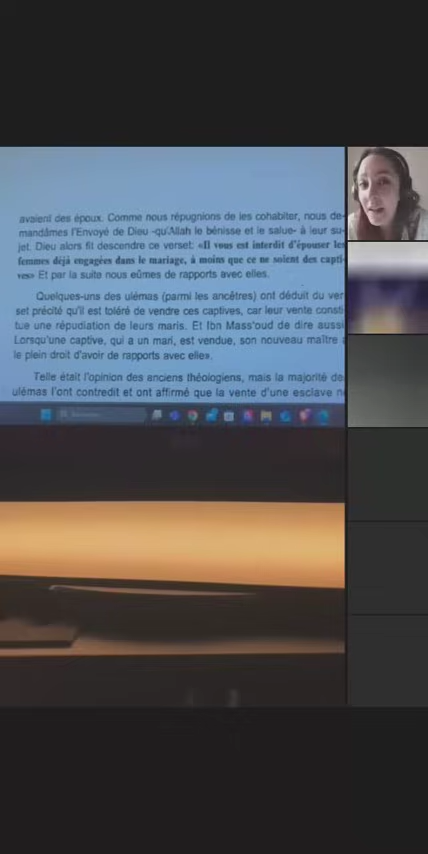 avaient des époux. Comme nous répugnions de les cohabiter, nous de-
mandâmes l'Envoyé de Dieu -qu'Allah le bénisse et le salue- à leur su-
jet. Dieu alors fit descendre ce verset: «Il vous est interdit d'épouser les
femmes déjà engagées dans le mariage, à moins que ce ne soient des capti-
ves» Et par la suite nous eûmes de rapports avec elles.
Quelques-uns des ulémas (parmi les ancêtres) ont déduit du ver
set précité qu'il est toléré de vendre ces captives, car leur vente consti
tue une répudiation de leurs maris. Et Ibn Mass'oud de dire aussi
Lorsqu'une captive, qui a un mari, est vendue, son nouveau maître a
le plein droit d'avoir de rapports avec elle».
Telle était l'opinion des anciens théologiens, mais la majorité de
ulémas l'ont contredit et ont affirmé que la vente d'une esclave n